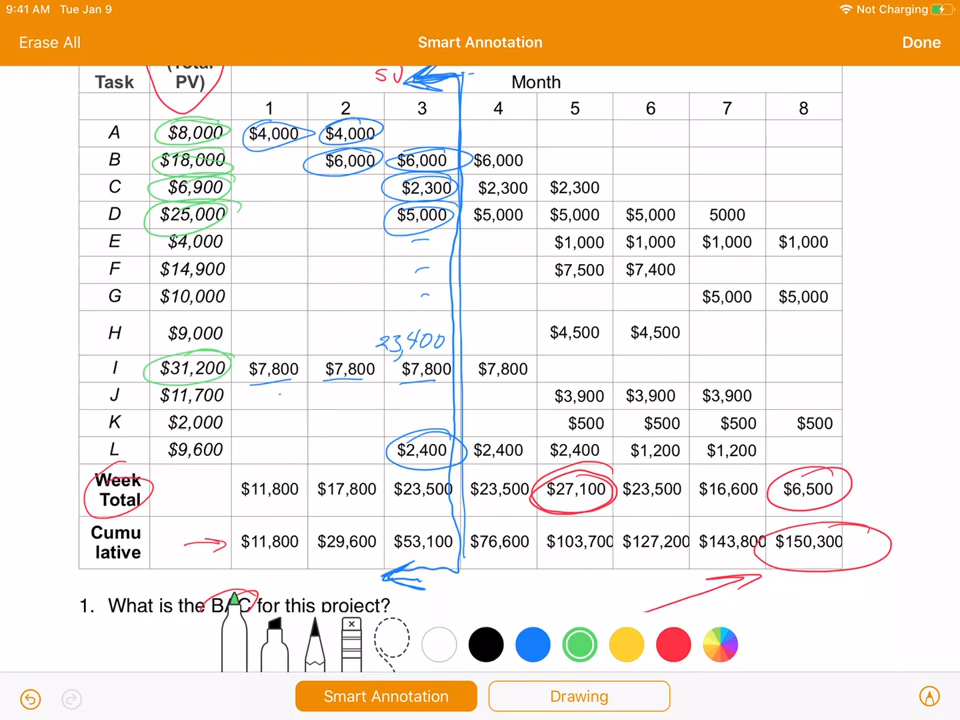 9:41 AM Tue Jan 9 Not Charging
Erase All Smart Annotation Done
(Total
Task PV) SV Month
1 2 3 4 5 6 7 8
A $8,000 $4,000 $4,000
B $18,000 $6,000 $6,000 $6,000
C $6,900 $2,300 $2,300 $2,300
D $25,000 $5,000 $5,000 $5,000 $5,000 5000
E $4,000 $1,000 $1,000 $1,000 $1,000
F $14,900 $7,500 $7,400
G $10,000 $5,000 $5,000
H $9,000 $4,500 $4,500
23,400
I $31,200 $7,800 $7,800 $7,800 $7,800
J $11,700 $3,900 $3,900 $3,900
K $2,000 $500 $500 $500 $500
L $9,600 $2,400 $2,400 $2,400 $1,200 $1,200
Week
Total $11,800 $17,800 $23,500 $23,500 $27,100 $23,500 $16,600 $6,500
Cumu
lative $11,800 $29,600 $53,100 $76,600 $103,700 $127,200 $143,800 $150,300
1. What is the BAC for this project?
Smart Annotation Drawing